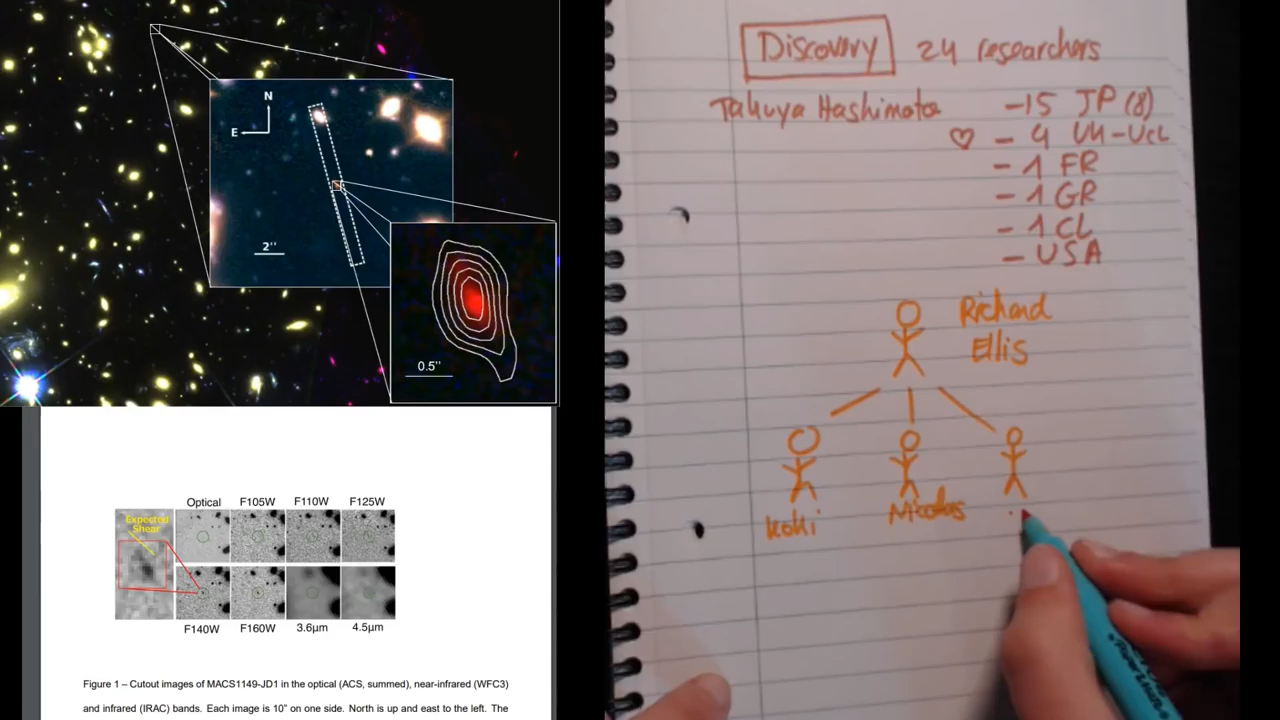 N
E
2"
0.5"
Optical F105W F110W F125W
Expected
Shear
F140W F160W 3.6μm 4.5μm
Figure 1 – Cutout images of MACS1149-JD1 in the optical (ACS, summed), near-infrared (WFC3)
and infrared (IRAC) bands. Each image is 10" on one side. North is up and east to the left. The
Discovery 24 researchers
Takuya Hashimoto – 15 JP (8)
♡ – 4 UK – UCL
– 1 FR
– 1 GR
– 1 CL
– USA
Richard
Ellis
Koki Nicolas